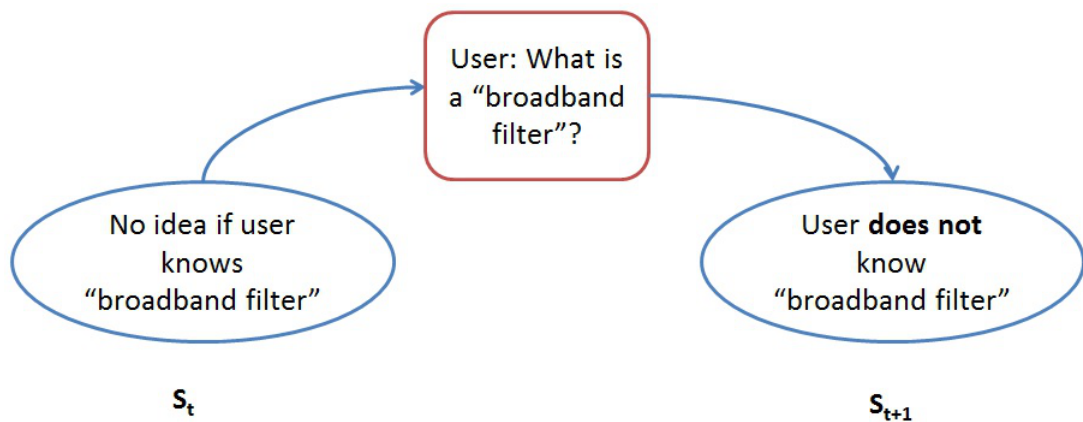 User: What is
a “broadband
filter”?
No idea if user
knows
“broadband filter”
User does not
know
“broadband filter”
St
St+1